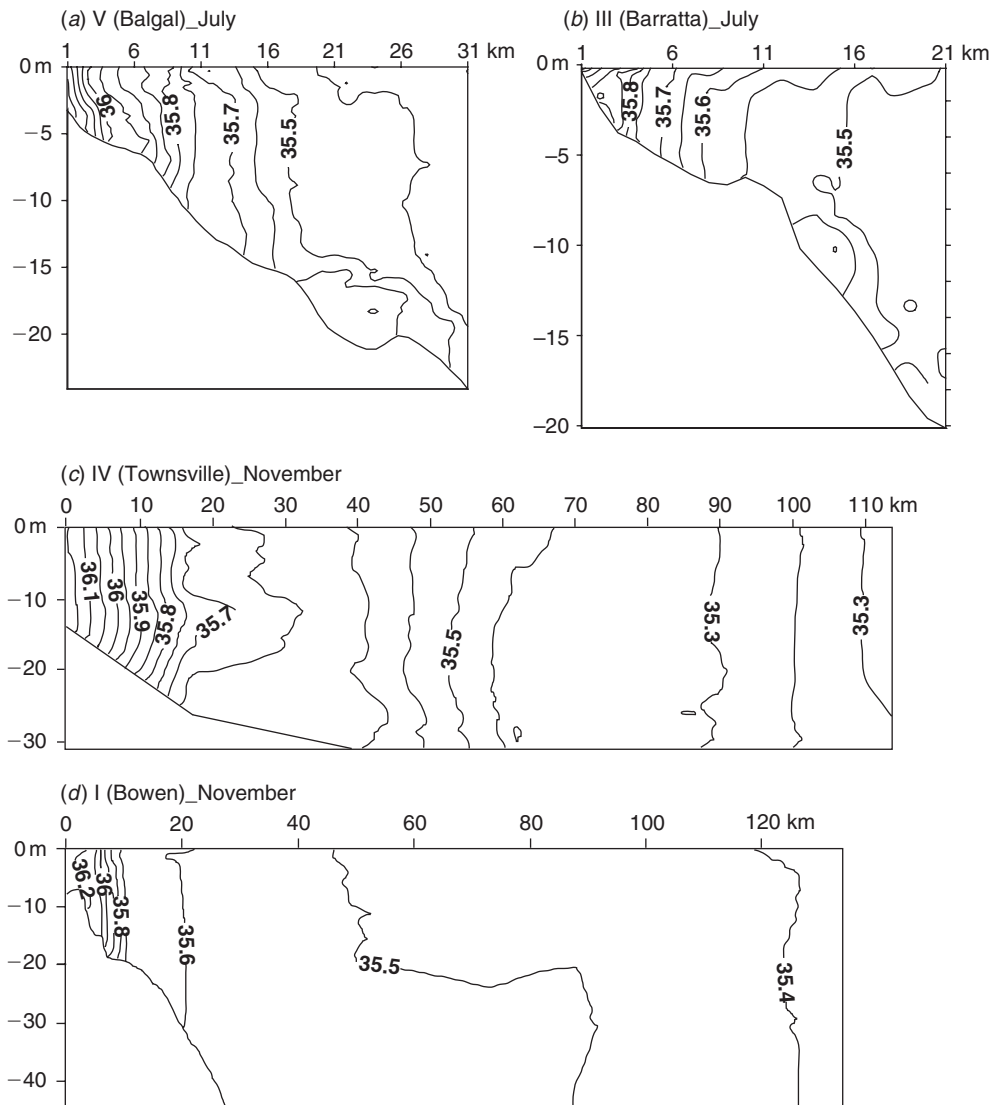 (a) V (Balgal)_July
1 6 11 16 21 26 31 km
0 m
−5
−10
−15
−20
36 35.8 35.7 35.5
(b) III (Barratta)_July
1 6 11 16 21 km
0 m
−5
−10
−15
−20
35.8 35.7 35.6 35.5
(c) IV (Townsville)_November
0 10 20 30 40 50 60 70 80 90 100 110 km
0 m
−10
−20
−30
36.1 36 35.9 35.8 35.7 35.5 35.3 35.3
(d) I (Bowen)_November
0 20 40 60 80 100 120 km
0 m
−10
−20
−30
−40
36.2 36 35.8 35.6 35.5 35.4